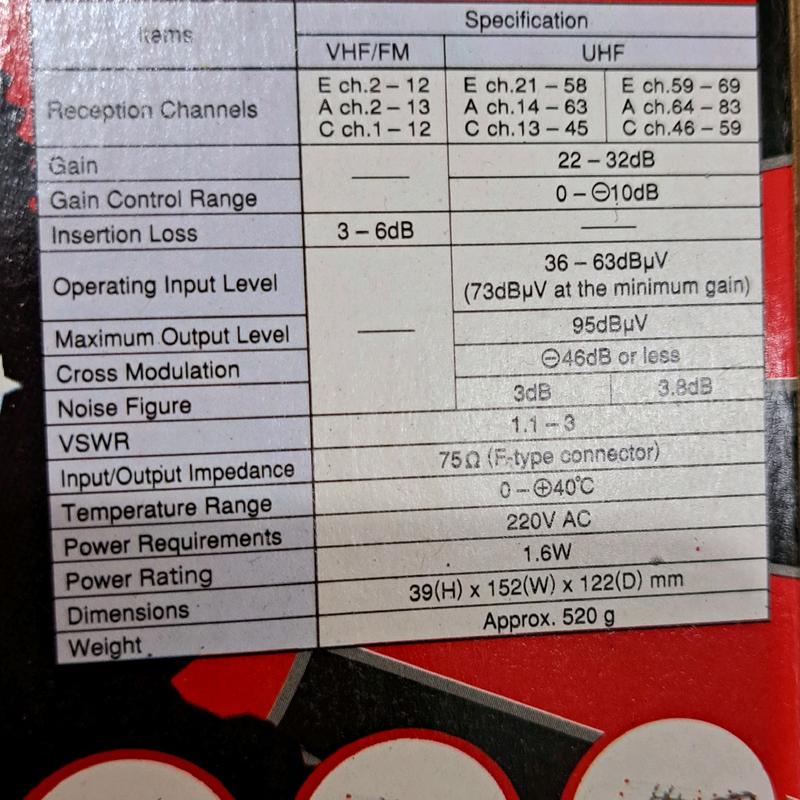 Items
Specification
VHF/FM
UHF
Reception Channels
E ch.2 – 12
A ch.2 – 13
C ch.1 – 12
E ch.21 – 58
A ch.14 – 63
C ch.13 – 45
E ch.59 – 69
A ch.64 – 83
C ch.46 – 59
Gain
22 – 32dB
Gain Control Range
0 – ⊖10dB
Insertion Loss
3 – 6dB
Operating Input Level
36 – 63dBµV
(73dBµV at the minimum gain)
Maximum Output Level
95dBµV
Cross Modulation
⊖46dB or less
Noise Figure
3dB
3.8dB
VSWR
1.1 – 3
Input/Output Impedance
75Ω (F-type connector)
Temperature Range
0 – ⊕40℃
Power Requirements
220V AC
Power Rating
1.6W
Dimensions
39(H) x 152(W) x 122(D) mm
Weight
Approx. 520 g